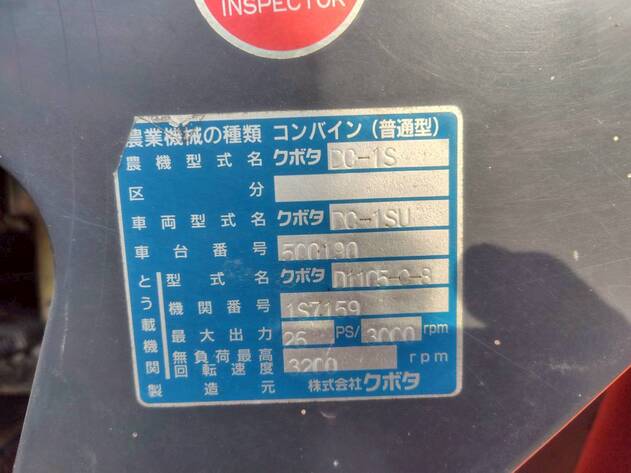 INSPECTOR
農業機械の種類 コンバイン(普通型)
農機型式名 クボタ DC-1S
区分
車両型式名 クボタ DC-1SU
車台番号 500190
とう載機関 型式名 クボタ D1105-C-8
機関番号 1S7159
最大出力 26 PS/3000rpm
無負荷最高回転速度 3200 rpm
製造元 株式会社クボタ